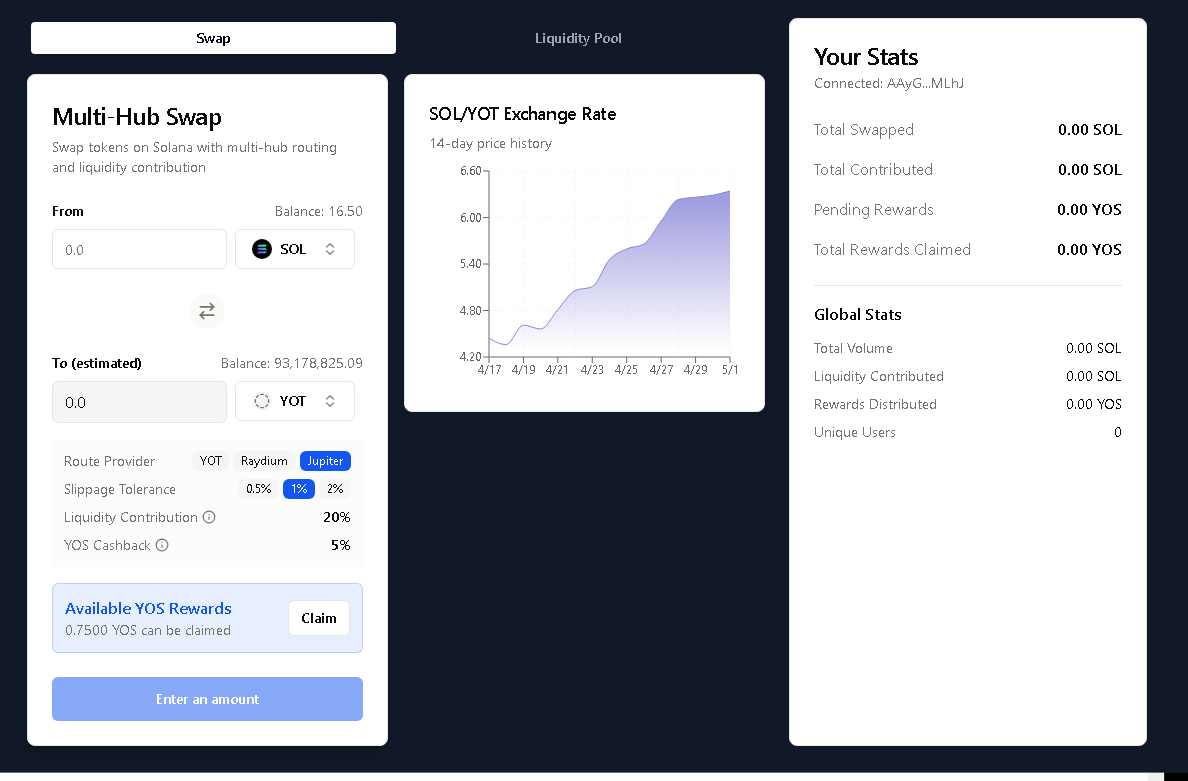 Swap
Liquidity Pool
Multi-Hub Swap
Swap tokens on Solana with multi-hub routing
and liquidity contribution
From
Balance: 16.50
0.0
SOL
To (estimated)
Balance: 93,178,825.09
0.0
YOT
Route Provider
YOT
Raydium
Jupiter
Slippage Tolerance
0.5%
1%
2%
Liquidity Contribution
20%
YOS Cashback
5%
Available YOS Rewards
0.7500 YOS can be claimed
Claim
Enter an amount
SOL/YOT Exchange Rate
14-day price history
6.60
6.00
5.40
4.80
4.20
4/17 4/19 4/21 4/23 4/25 4/27 4/29 5/1
Your Stats
Connected: AAyG...MLhJ
Total Swapped 0.00 SOL
Total Contributed 0.00 SOL
Pending Rewards 0.00 YOS
Total Rewards Claimed 0.00 YOS
Global Stats
Total Volume 0.00 SOL
Liquidity Contributed 0.00 SOL
Rewards Distributed 0.00 YOS
Unique Users 0